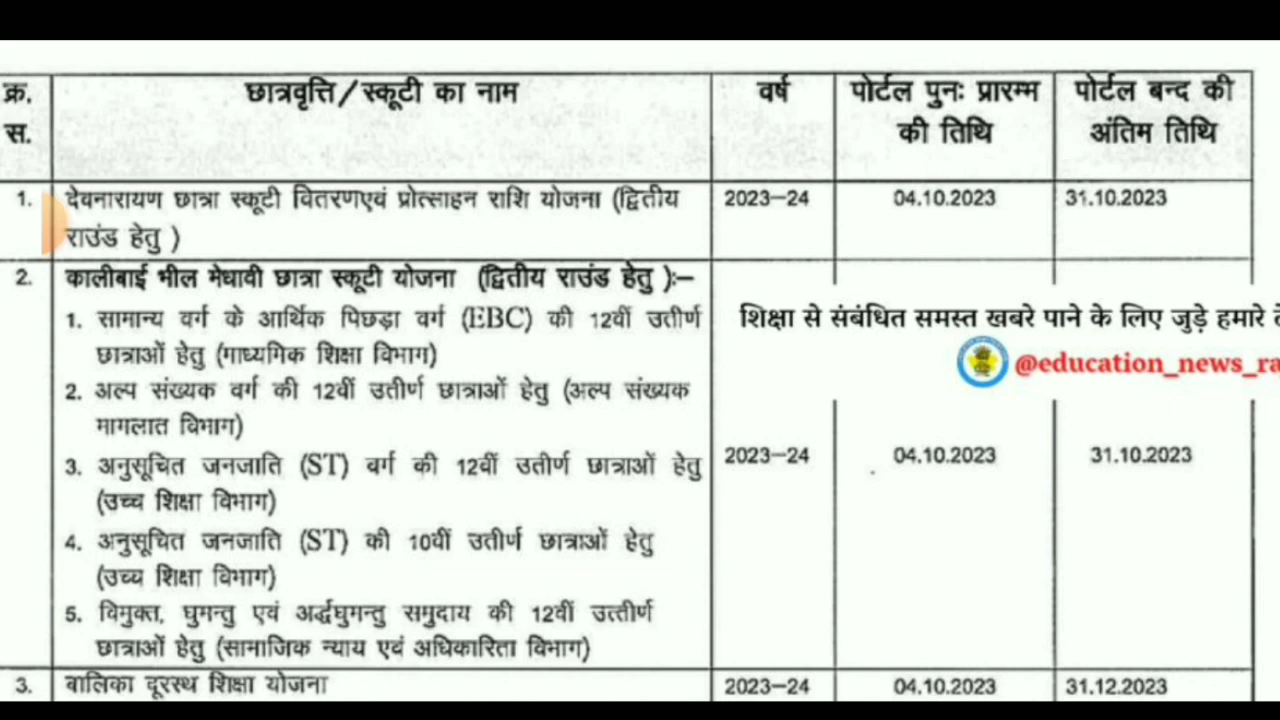 क्र. स.
छात्रवृत्ति/स्कूटी का नाम
वर्ष
पोर्टल पुनः प्रारम्भ की तिथि
पोर्टल बन्द की अंतिम तिथि
1.
देवनारायण छात्रा स्कूटी वितरणएवं प्रोत्साहन राशि योजना (द्वितीय
राउंड हेतु )
2023–24
04.10.2023
31.10.2023
2.
कालीबाई भील मेधावी छात्रा स्कूटी योजना (द्वितीय राउंड हेतु ):–
1. सामान्य वर्ग के आर्थिक पिछड़ा वर्ग (EBC) की 12वीं उतीर्ण
छात्राओं हेतु (माध्यमिक शिक्षा विभाग)
2. अल्प संख्यक वर्ग की 12वीं उतीर्ण छात्राओं हेतु (अल्प संख्यक
मागलात विभाग)
3. अनुसूचित जनजाति (ST) वर्ग की 12वीं उतीर्ण छात्राओं हेतु
(उच्च शिक्षा विभाग)
4. अनुसूचित जनजाति (ST) की 10वीं उतीर्ण छात्राओं हेतु
(उच्च शिक्षा विभाग)
5. विमुक्त, घुमन्तु एवं अर्द्धघुमन्तु समुदाय की 12वीं उत्तीर्ण
छात्राओं हेतु (सामाजिक न्याय एवं अधिकारिता विभाग)
शिक्षा से संबंधित समस्त खबरे पाने के लिए जुड़े हमारे
@education_news_ra
2023–24
04.10.2023
31.10.2023
3.
बालिका दूरस्थ शिक्षा योजना
2023–24
04.10.2023
31.12.2023